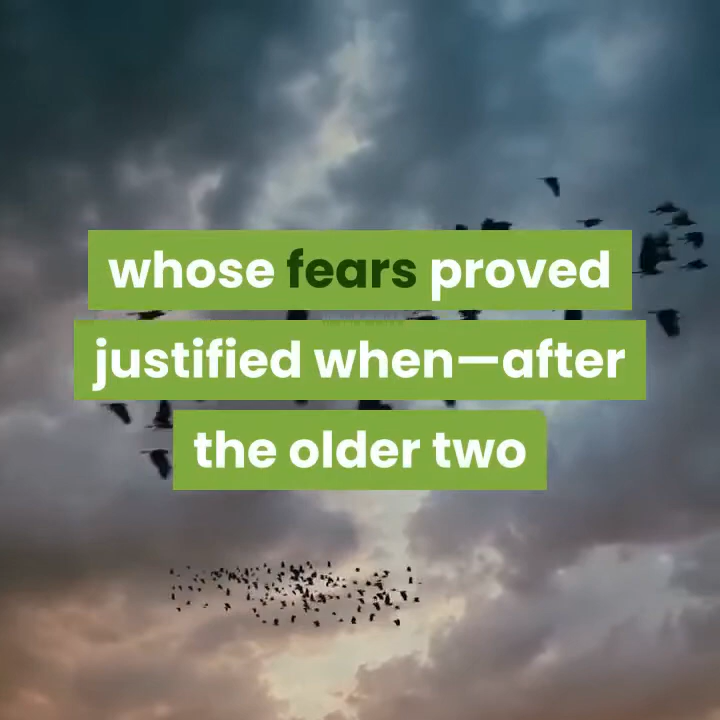 whose fears proved
justified when—after
the older two